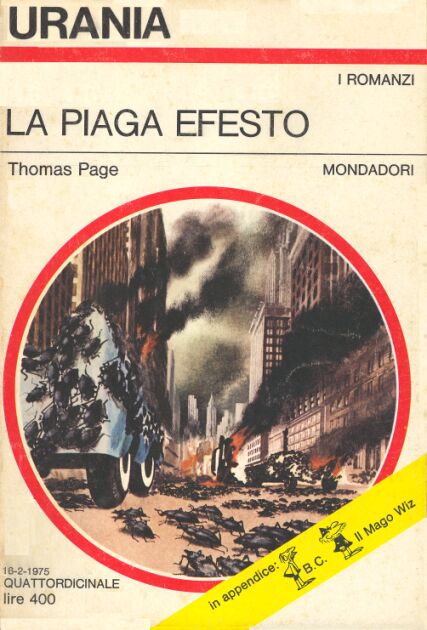 URANIA
I ROMANZI
LA PIAGA EFESTO
Thomas Page
MONDADORI
16-2-1975
QUATTORDICINALE
lire 400
in appendice:
B.C.
Il Mago Wiz